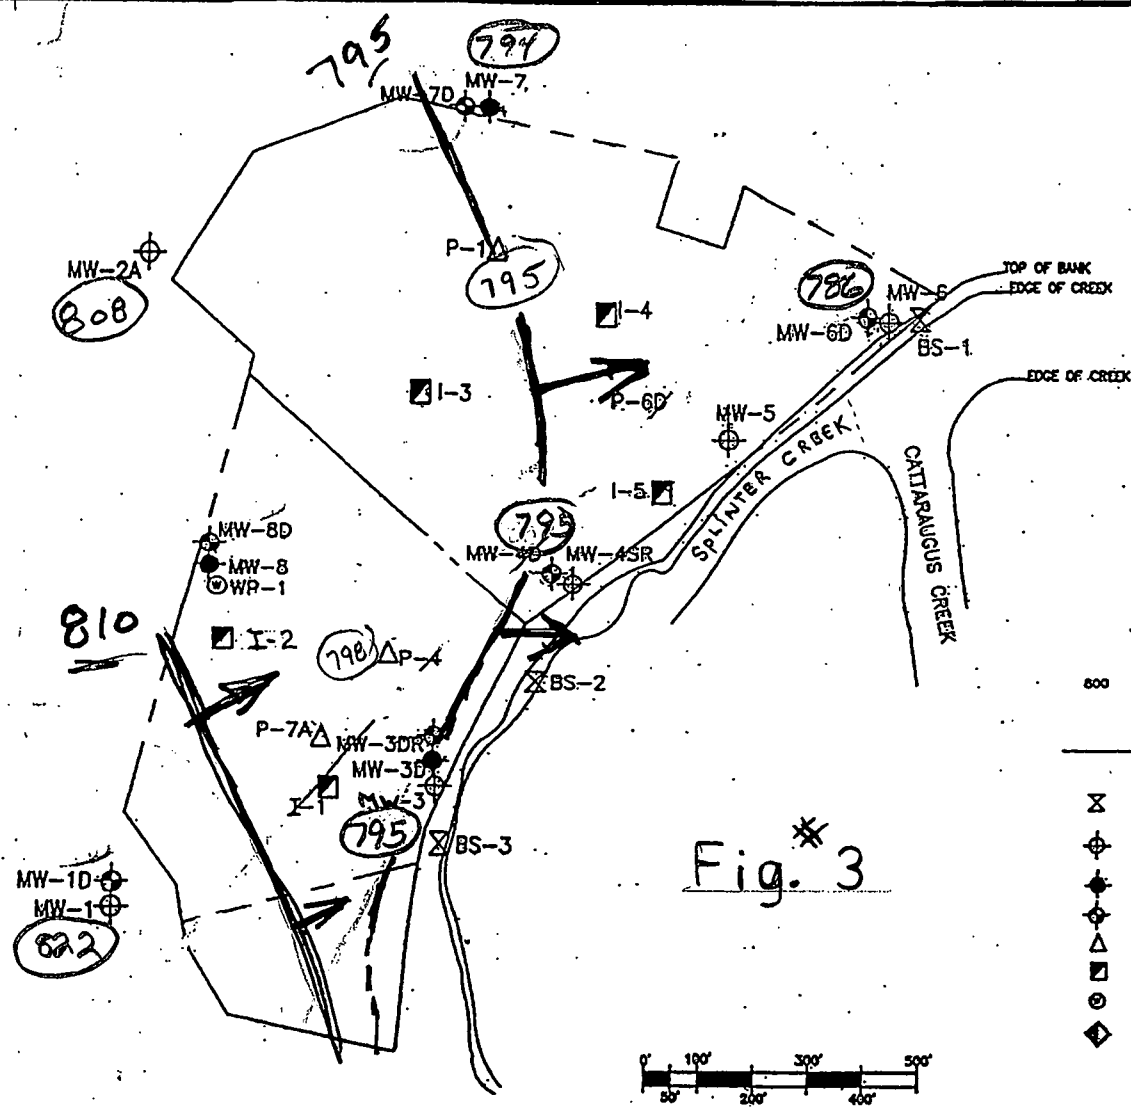 795
794
MW-7
MW-7D
P-1
795
MW-2A
808
I-4
786
MW-6
MW-6D
BS-1
TOP OF BANK
EDGE OF CREEK
EDGE OF CREEK
I-3
P-6D
MW-5
SPLINTER CREEK
CATTARAUGUS CREEK
I-5
MW-4D
MW-4SR
MW-8D
MW-8
WP-1
810
I-2
798
P-4
BS-2
P-7A
MW-3DR
MW-3D
MW-3
I-1
795
BS-3
800
Fig. 3
MW-1D
MW-1
822
0' 100' 300' 500'
50' 200' 400'